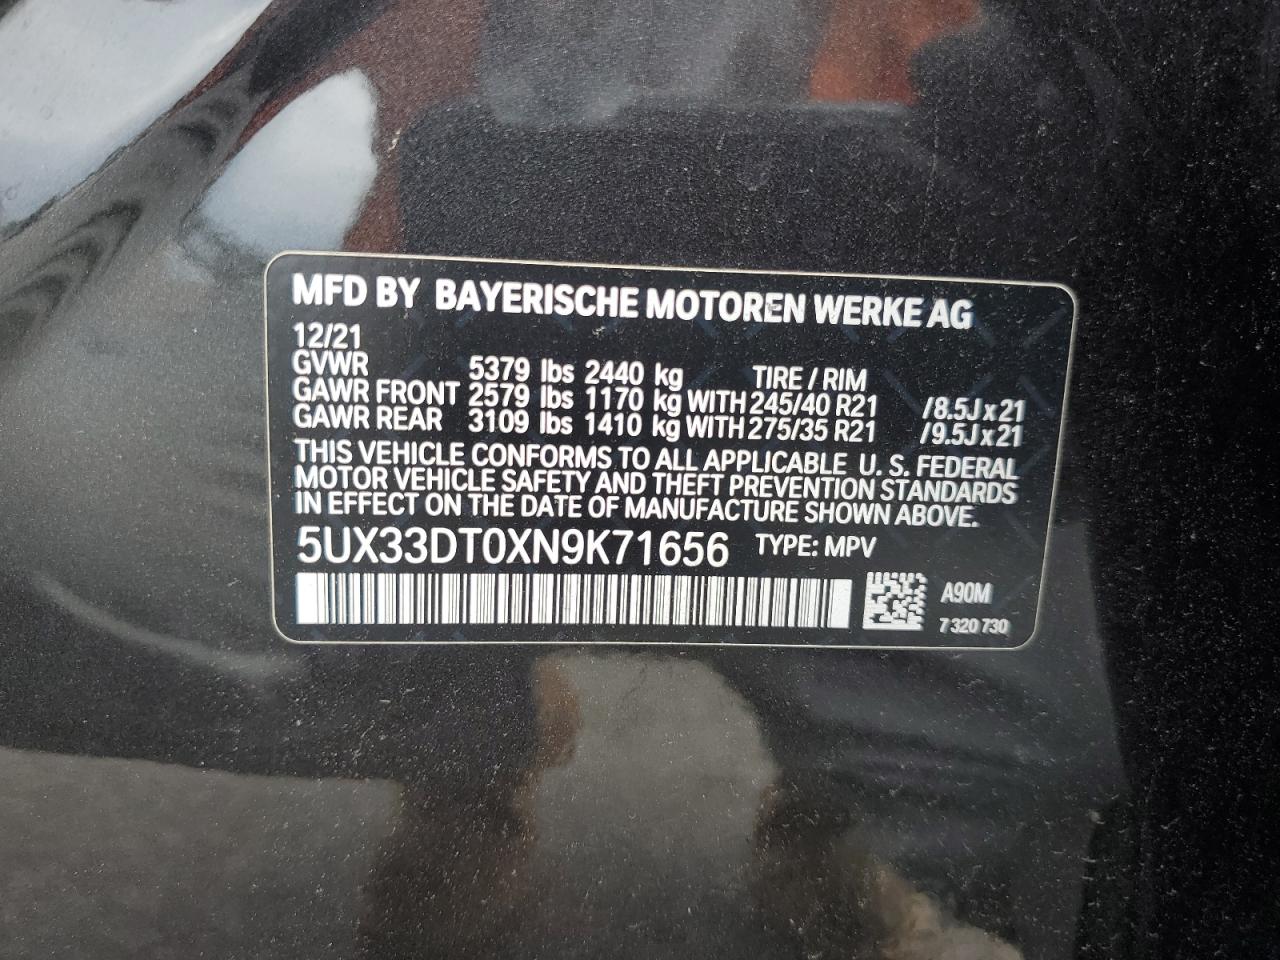 MFD BY BAYERISCHE MOTOREN WERKE AG
12/21
GVWR 5379 lbs 2440 kg TIRE / RIM
GAWR FRONT 2579 lbs 1170 kg WITH 245/40 R21 /8.5J x 21
GAWR REAR 3109 lbs 1410 kg WITH 275/35 R21 /9.5J x 21
THIS VEHICLE CONFORMS TO ALL APPLICABLE U. S. FEDERAL
MOTOR VEHICLE SAFETY AND THEFT PREVENTION STANDARDS
IN EFFECT ON THE DATE OF MANUFACTURE SHOWN ABOVE.
5UX33DT0XN9K71656 TYPE: MPV
A90M
7 320 730